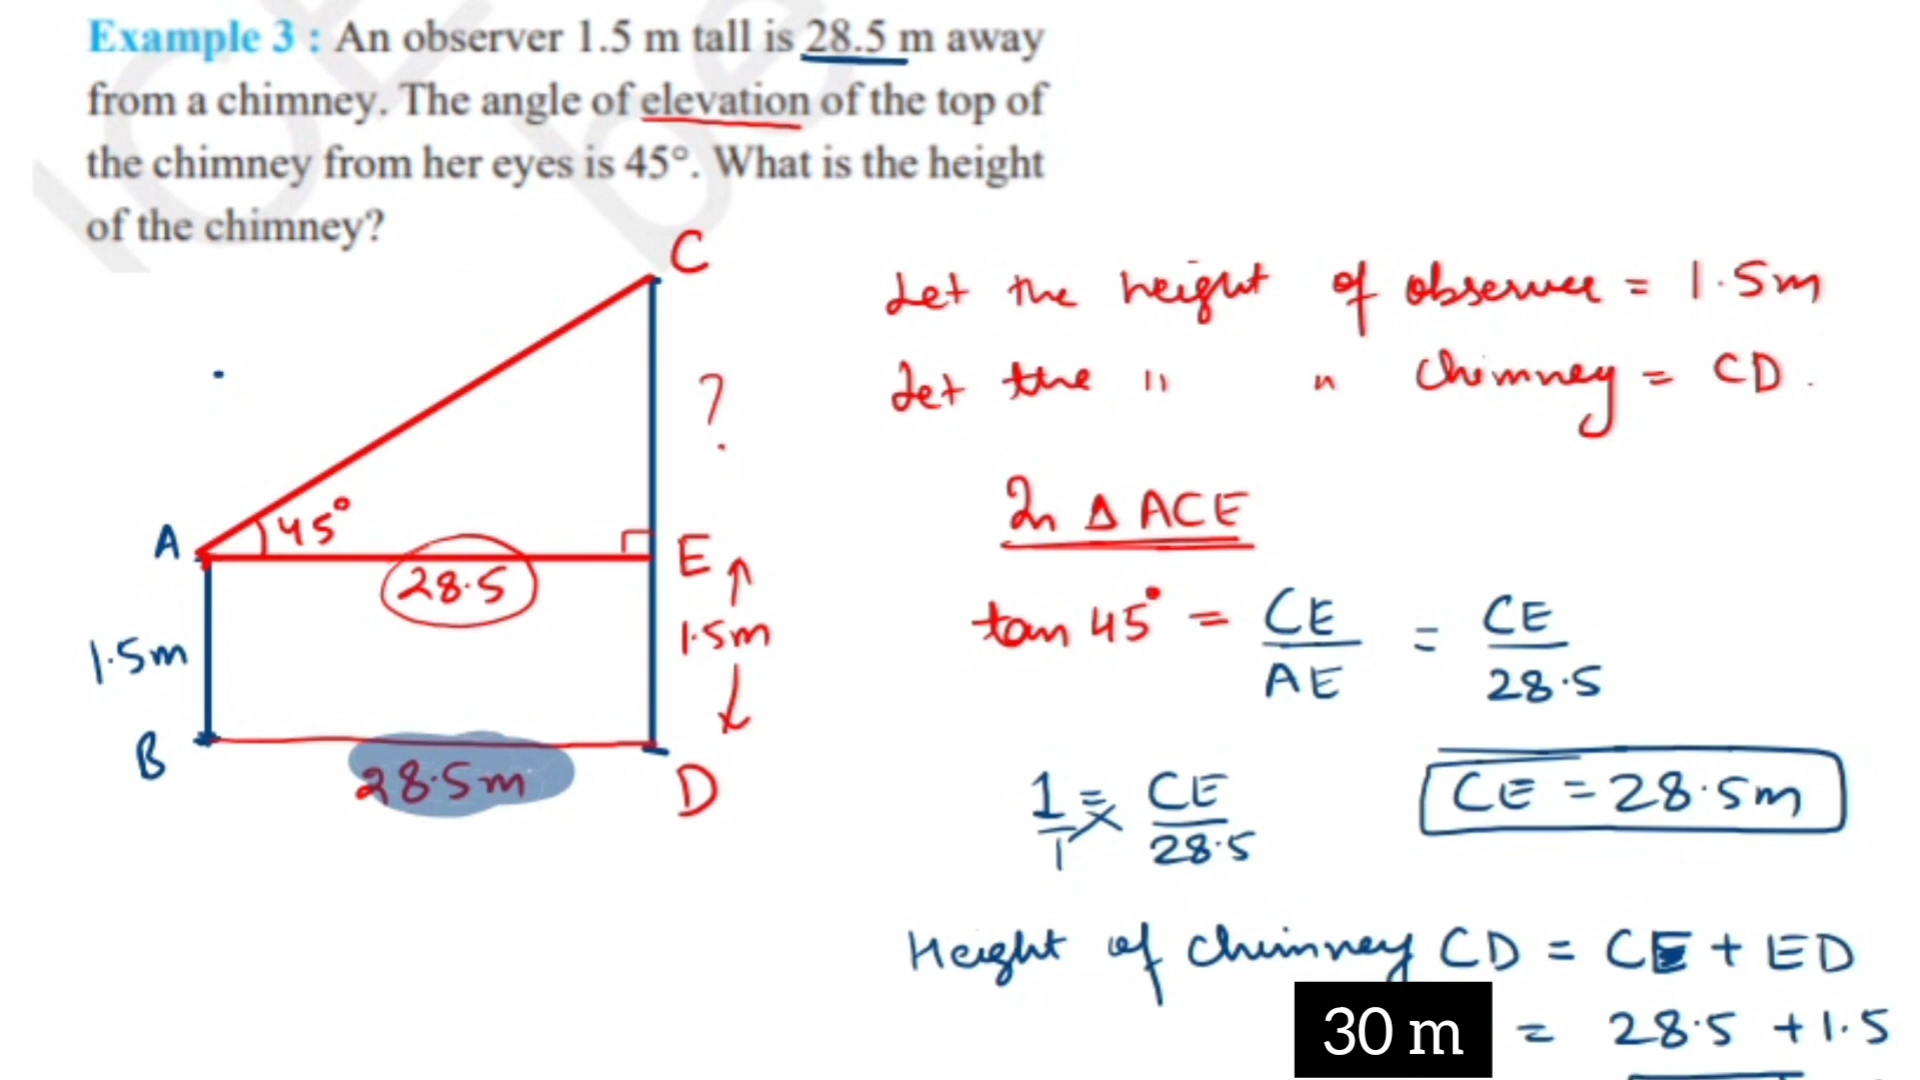 Example 3 : An observer 1.5 m tall is 28.5 m away
from a chimney. The angle of elevation of the top of
the chimney from her eyes is 45°. What is the height
of the chimney?
C
Let the height of observer = 1.5m
Let the " " Chimney = CD.
?
In Δ ACE
A 45° E
28.5
tan 45° = CE/AE = CE/28.5
1.5m
1.5m
B
28.5m
D
1/1 = CE/28.5
CE = 28.5m
Height of chimney CD = CE + ED
= 28.5 + 1.5
30 m